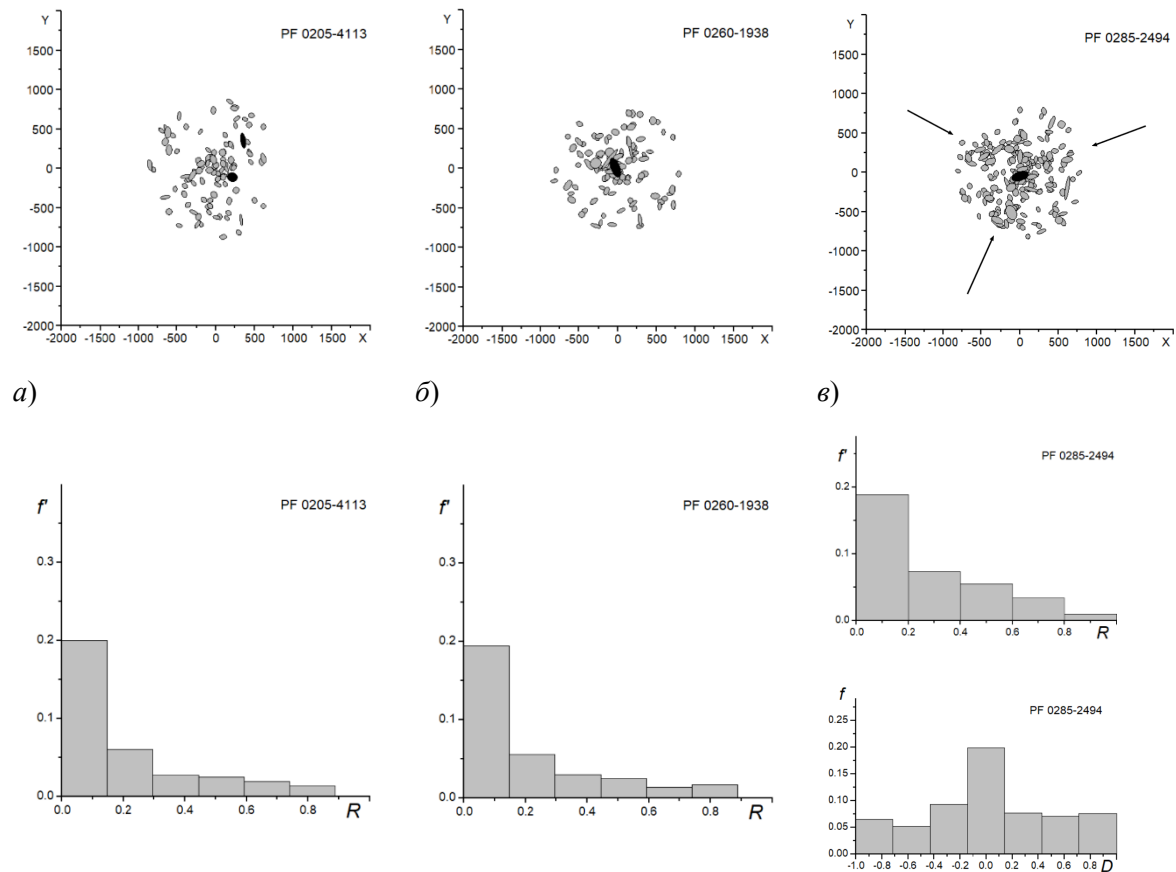 Y
PF 0205-4113
1500
1000
500
0
-500
-1000
-1500
-2000
-2000 -1500 -1000 -500 0 500 1000 1500 X
Y
PF 0260-1938
1500
1000
500
0
-500
-1000
-1500
-2000
-2000 -1500 -1000 -500 0 500 1000 1500 X
Y
PF 0285-2494
1500
1000
500
0
-500
-1000
-1500
-2000
-2000 -1500 -1000 -500 0 500 1000 1500 X
а)
б)
в)
f'
PF 0205-4113
0.3
0.2
0.1
0.0
0.0 0.2 0.4 0.6 0.8 R
f'
PF 0260-1938
0.3
0.2
0.1
0.0
0.0 0.2 0.4 0.6 0.8 R
f'
PF 0285-2494
0.2
0.1
0.0
0.0 0.2 0.4 0.6 0.8 R
f
PF 0285-2494
0.25
0.20
0.15
0.10
0.05
0.00
-1.0 -0.8 -0.6 -0.4 -0.2 0.0 0.2 0.4 0.6 0.8 D